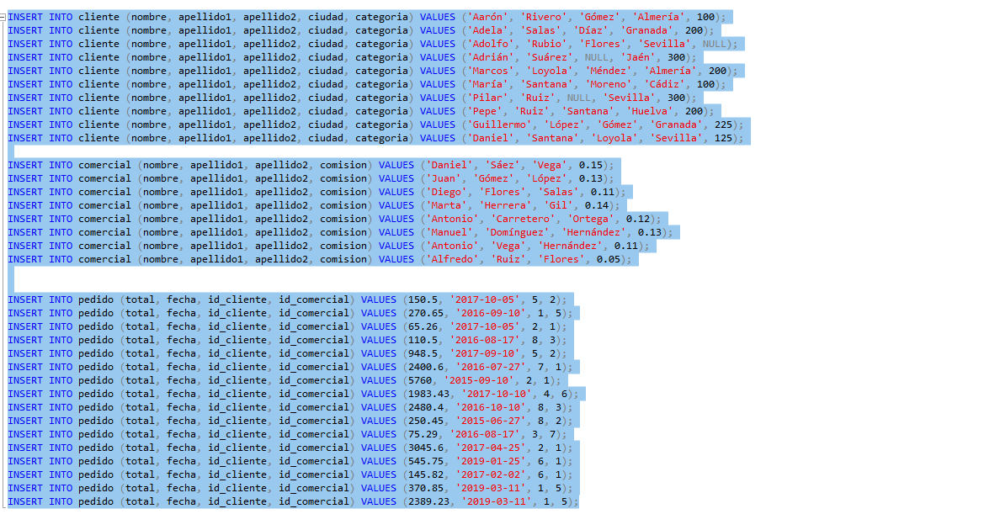 INSERT INTO cliente (nombre, apellido1, apellido2, ciudad, categoria) VALUES ('Aarón', 'Rivero', 'Gómez', 'Almería', 100);
INSERT INTO cliente (nombre, apellido1, apellido2, ciudad, categoria) VALUES ('Adela', 'Salas', 'Díaz', 'Granada', 200);
INSERT INTO cliente (nombre, apellido1, apellido2, ciudad, categoria) VALUES ('Adolfo', 'Rubio', 'Flores', 'Sevilla', NULL);
INSERT INTO cliente (nombre, apellido1, apellido2, ciudad, categoria) VALUES ('Adrián', 'Suárez', NULL, 'Jaén', 300);
INSERT INTO cliente (nombre, apellido1, apellido2, ciudad, categoria) VALUES ('Marcos', 'Loyola', 'Méndez', 'Almería', 200);
INSERT INTO cliente (nombre, apellido1, apellido2, ciudad, categoria) VALUES ('María', 'Santana', 'Moreno', 'Cádiz', 100);
INSERT INTO cliente (nombre, apellido1, apellido2, ciudad, categoria) VALUES ('Pilar', 'Ruiz', NULL, 'Sevilla', 300);
INSERT INTO cliente (nombre, apellido1, apellido2, ciudad, categoria) VALUES ('Pepe', 'Ruiz', 'Santana', 'Huelva', 200);
INSERT INTO cliente (nombre, apellido1, apellido2, ciudad, categoria) VALUES ('Guillermo', 'López', 'Gómez', 'Granada', 225);
INSERT INTO cliente (nombre, apellido1, apellido2, ciudad, categoria) VALUES ('Daniel', 'Santana', 'Loyola', 'Sevilla', 125);
INSERT INTO comercial (nombre, apellido1, apellido2, comision) VALUES ('Daniel', 'Sáez', 'Vega', 0.15);
INSERT INTO comercial (nombre, apellido1, apellido2, comision) VALUES ('Juan', 'Gómez', 'López', 0.13);
INSERT INTO comercial (nombre, apellido1, apellido2, comision) VALUES ('Diego', 'Flores', 'Salas', 0.11);
INSERT INTO comercial (nombre, apellido1, apellido2, comision) VALUES ('Marta', 'Herrera', 'Gil', 0.14);
INSERT INTO comercial (nombre, apellido1, apellido2, comision) VALUES ('Antonio', 'Carretero', 'Ortega', 0.12);
INSERT INTO comercial (nombre, apellido1, apellido2, comision) VALUES ('Manuel', 'Domínguez', 'Hernández', 0.13);
INSERT INTO comercial (nombre, apellido1, apellido2, comision) VALUES ('Antonio', 'Vega', 'Hernández', 0.11);
INSERT INTO comercial (nombre, apellido1, apellido2, comision) VALUES ('Alfredo', 'Ruiz', 'Flores', 0.05);
INSERT INTO pedido (total, fecha, id_cliente, id_comercial) VALUES (150.5, '2017-10-05', 5, 2);
INSERT INTO pedido (total, fecha, id_cliente, id_comercial) VALUES (270.65, '2016-09-10', 1, 5);
INSERT INTO pedido (total, fecha, id_cliente, id_comercial) VALUES (65.26, '2017-10-05', 2, 1);
INSERT INTO pedido (total, fecha, id_cliente, id_comercial) VALUES (110.5, '2016-08-17', 8, 3);
INSERT INTO pedido (total, fecha, id_cliente, id_comercial) VALUES (948.5, '2017-09-10', 5, 2);
INSERT INTO pedido (total, fecha, id_cliente, id_comercial) VALUES (2400.6, '2016-07-27', 7, 1);
INSERT INTO pedido (total, fecha, id_cliente, id_comercial) VALUES (5760, '2015-09-10', 2, 1);
INSERT INTO pedido (total, fecha, id_cliente, id_comercial) VALUES (1983.43, '2017-10-10', 4, 6);
INSERT INTO pedido (total, fecha, id_cliente, id_comercial) VALUES (2480.4, '2016-10-10', 8, 3);
INSERT INTO pedido (total, fecha, id_cliente, id_comercial) VALUES (250.45, '2015-06-27', 8, 2);
INSERT INTO pedido (total, fecha, id_cliente, id_comercial) VALUES (75.29, '2016-08-17', 3, 7);
INSERT INTO pedido (total, fecha, id_cliente, id_comercial) VALUES (3045.6, '2017-04-25', 2, 1);
INSERT INTO pedido (total, fecha, id_cliente, id_comercial) VALUES (545.75, '2019-01-25', 6, 1);
INSERT INTO pedido (total, fecha, id_cliente, id_comercial) VALUES (145.82, '2017-02-02', 6, 1);
INSERT INTO pedido (total, fecha, id_cliente, id_comercial) VALUES (370.85, '2019-03-11', 1, 5);
INSERT INTO pedido (total, fecha, id_cliente, id_comercial) VALUES (2389.23, '2019-03-11', 1, 5);